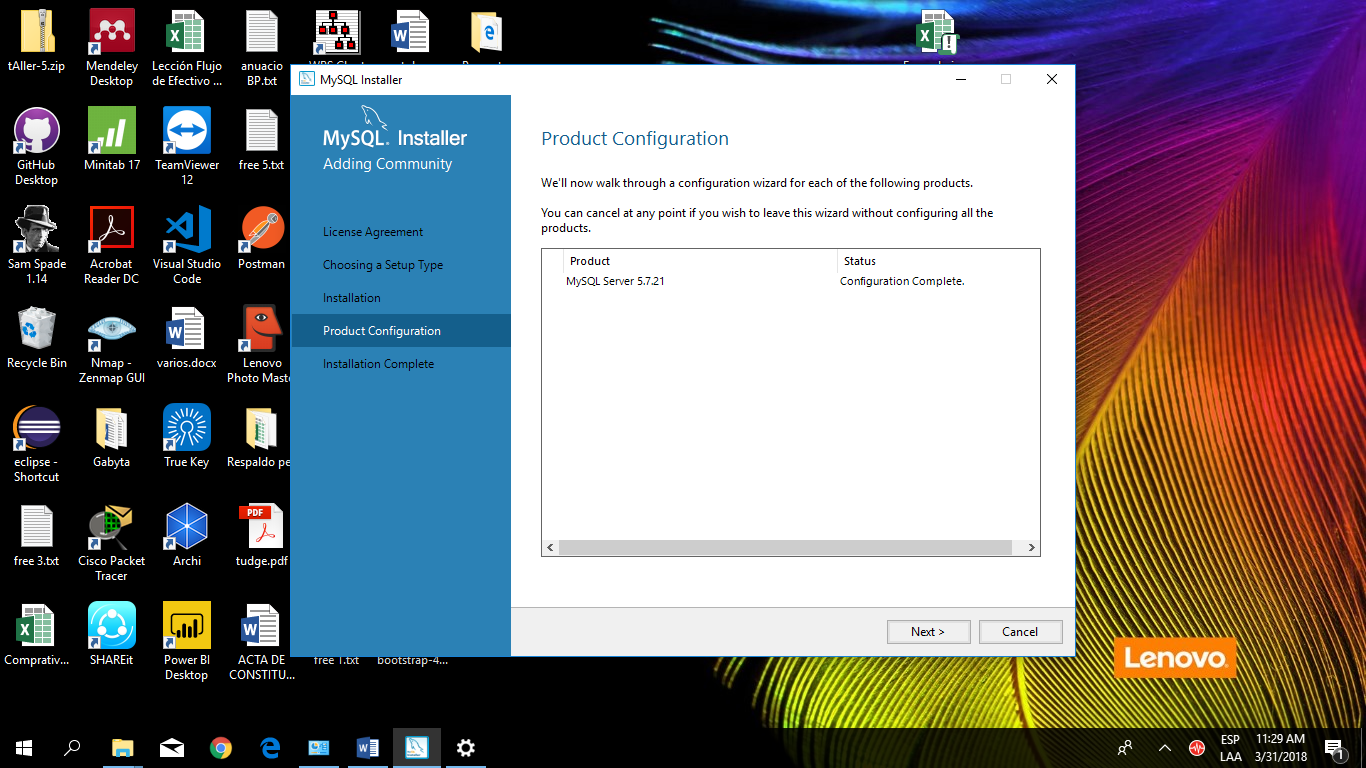 tAller-5.zip
Mendeley
Desktop
Lección Flujo
de Efectivo ...
anuacio
BP.txt
GitHub
Desktop
Minitab 17
TeamViewer
12
free 5.txt
Sam Spade
1.14
Acrobat
Reader DC
Visual Studio
Code
Postman
Recycle Bin
Nmap -
Zenmap GUI
varios.docx
Lenovo
Photo Maste
eclipse -
Shortcut
Gabyta
True Key
Respaldo pe
free 3.txt
Cisco Packet
Tracer
Archi
PDF
tudge.pdf
Comprativ...
SHAREit
Power BI
Desktop
ACTA DE
CONSTITU...
free 1.txt
bootstrap-4...
MySQL Installer
MySQL. Installer
Adding Community
License Agreement
Choosing a Setup Type
Installation
Product Configuration
Installation Complete
Product Configuration
We'll now walk through a configuration wizard for each of the following products.
You can cancel at any point if you wish to leave this wizard without configuring all the
products.
Product Status
MySQL Server 5.7.21 Configuration Complete.
Next > Cancel
Lenovo
ESP
LAA
11:29 AM
3/31/2018
1